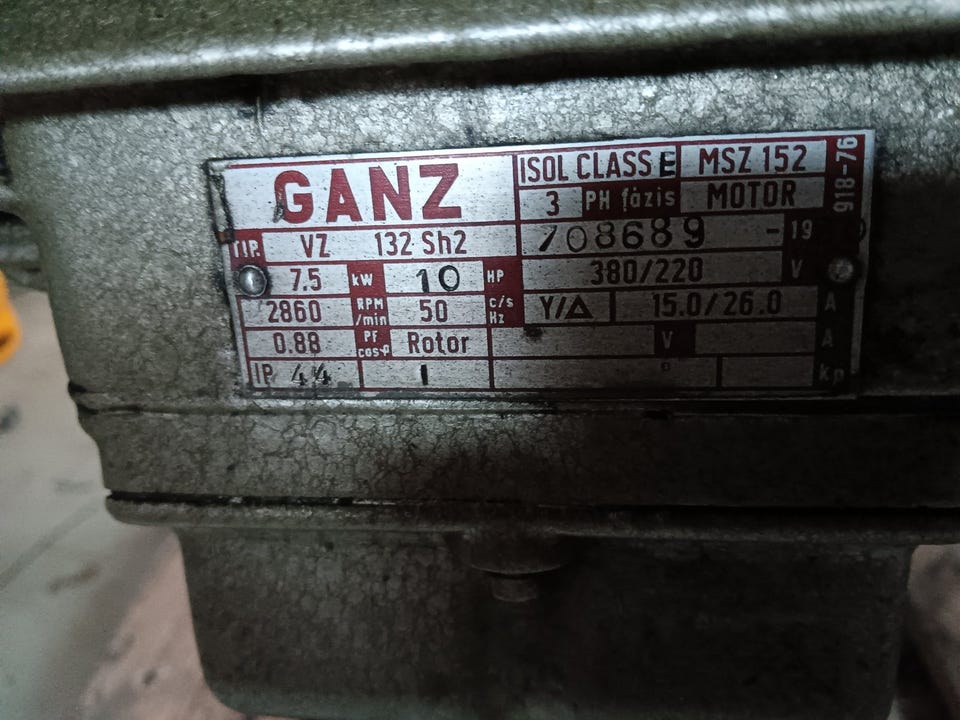 GANZ
ISOL CLASS E MSZ 152
3 PH fázis MOTOR
918-76
TIP. VZ 132 Sh2
708689 - 19
7.5 kW 10 HP
380/220 V
2860 RPM /min 50 c/s Hz
Y/Δ 15.0/26.0 A
0.88 PF cosφ Rotor
V A
IP 44 I
kp